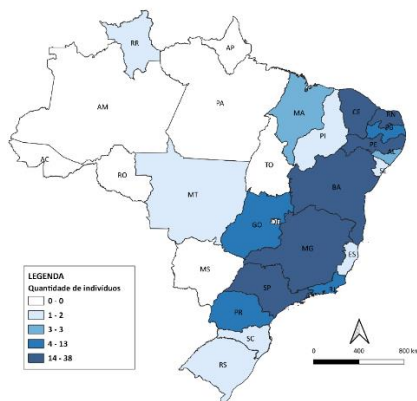 RR
AP
AM
PA
MA
CE
RN
PB
PI
PE
AL
SE
AC
RO
TO
BA
MT
GO
DF
MG
ES
MS
SP
RJ
PR
SC
RS
LEGENDA
Quantidade de indivíduos
0 - 0
1 - 2
3 - 3
4 - 13
14 - 38
0 400 800 km